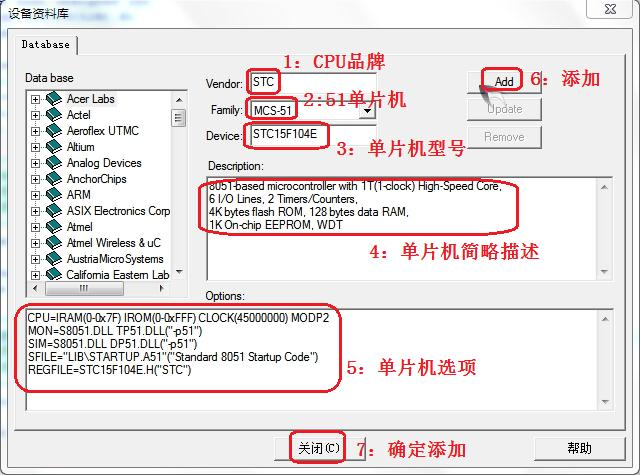 设备资料库
Database
1：CPU品牌
Data base
Vendor:
STC
Add
6：添加
Acer Labs
Actel
Aeroflex UTMC
Altium
Analog Devices
AnchorChips
ARM
ASIX Electronics Corp
Atmel
Atmel Wireless & uC
AustriaMicroSystems
California Eastern Lab
Family:
MCS-51
2:51单片机
Update
Device:
STC15F104E
3：单片机型号
Remove
Description:
8051-based microcontroller with 1T(1-clock) High-Speed Core,
6 I/O Lines, 2 Timers/Counters,
4K bytes flash ROM, 128 bytes data RAM,
1K On-chip EEPROM, WDT
4：单片机简略描述
Options:
CPU=IRAM(0-0x7F) IROM(0-0xFFF) CLOCK(45000000) MODP2
MON=S8051.DLL TP51.DLL("-p51")
SIM=S8051.DLL DP51.DLL("-p51")
SFILE="LIB\STARTUP.A51"("Standard 8051 Startup Code")
REGFILE=STC15F104E.H("STC")
5：单片机选项
关闭(C)
7：确定添加
帮助